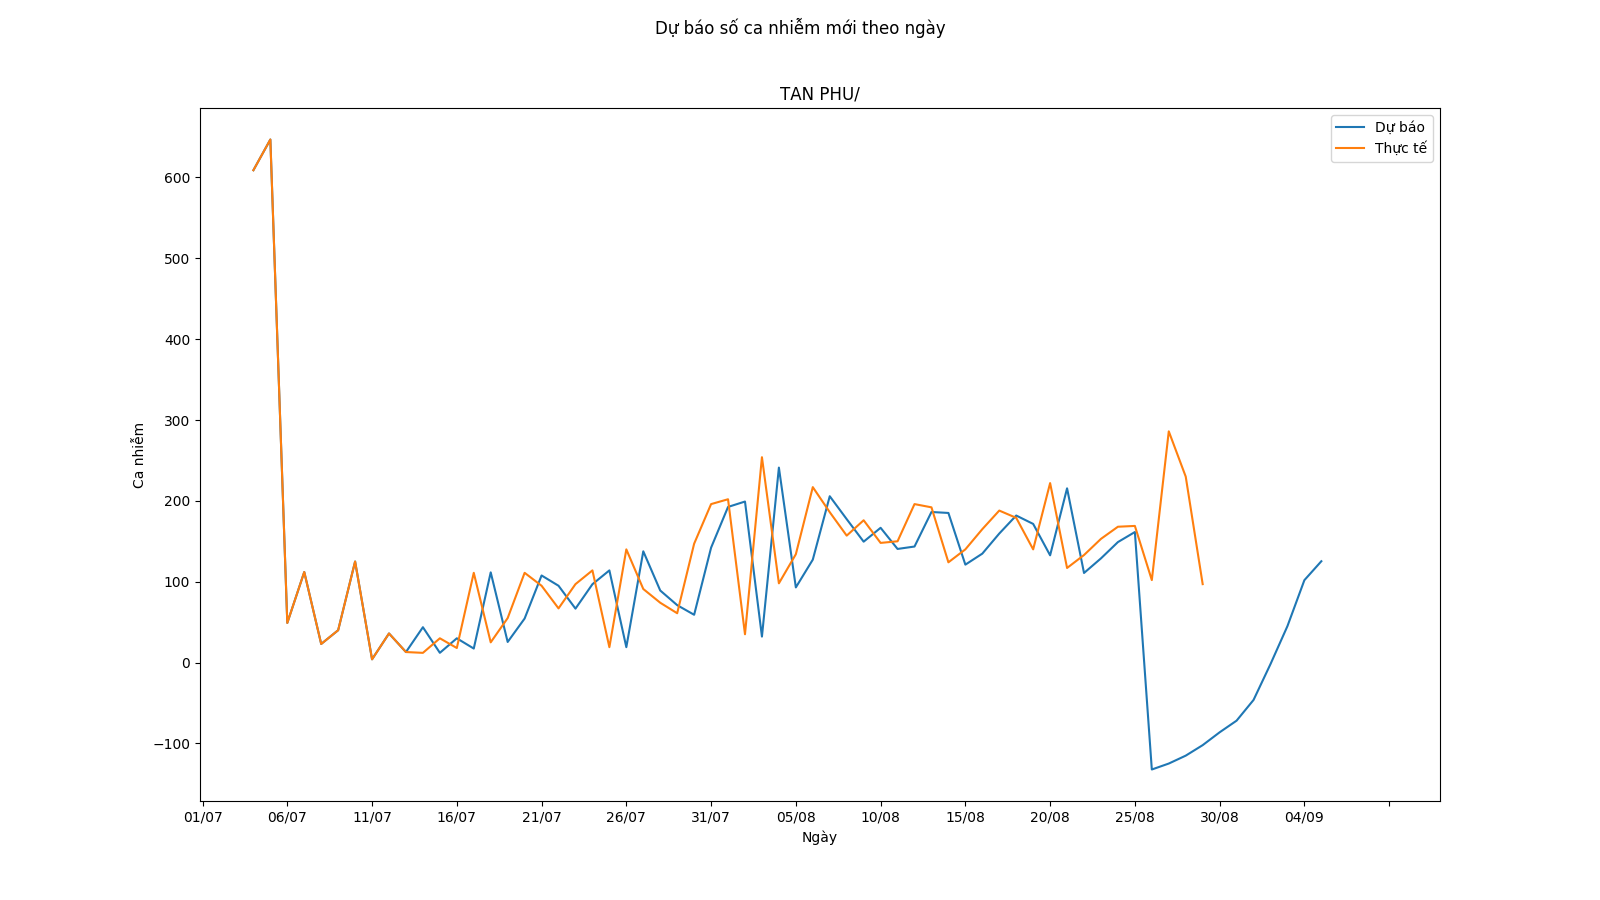 Dự báo số ca nhiễm mới theo ngày
TAN PHU/
Dự báo
Thực tế
600
500
400
300
200
100
0
−100
Ca nhiễm
01/07 06/07 11/07 16/07 21/07 26/07 31/07 05/08 10/08 15/08 20/08 25/08 30/08 04/09
Ngày